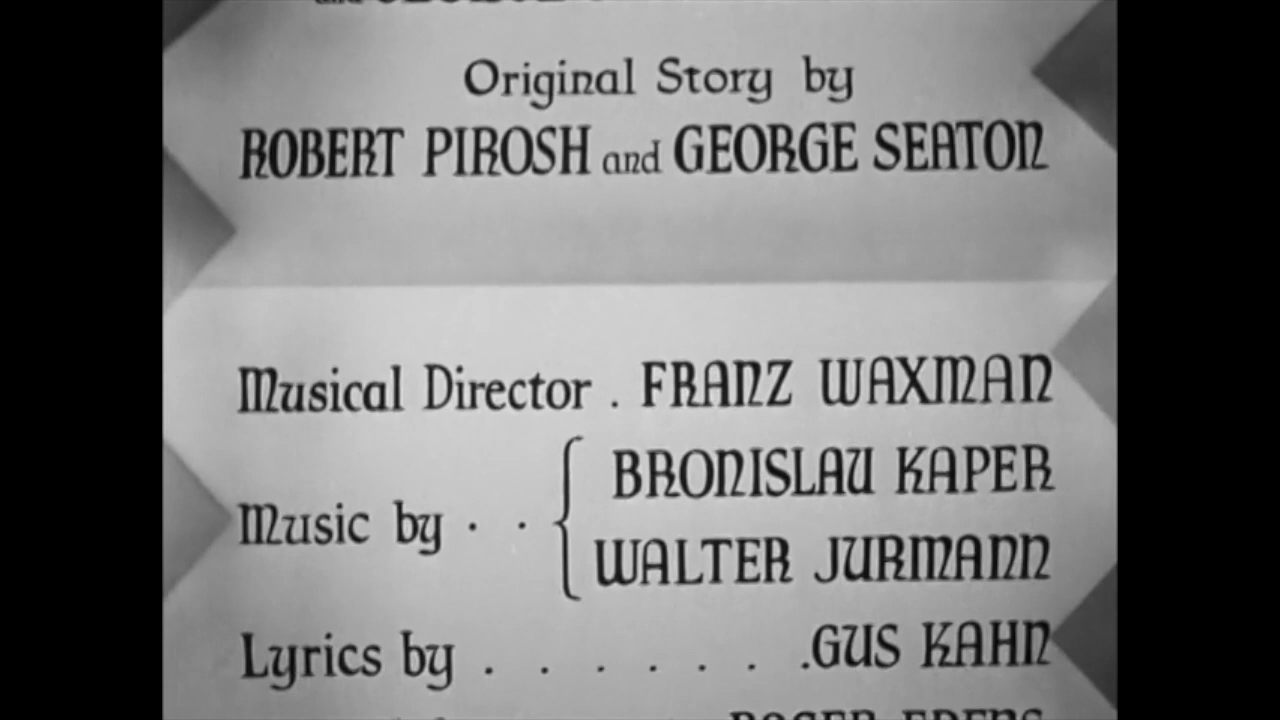 Original Story by
ROBERT PIROSH and GEORGE SEATON
Musical Director . FRANZ WAXMAN
Music by . . { BRONISLAU KAPER
WALTER JURMANN
Lyrics by . . . . . . .GUS KAHN